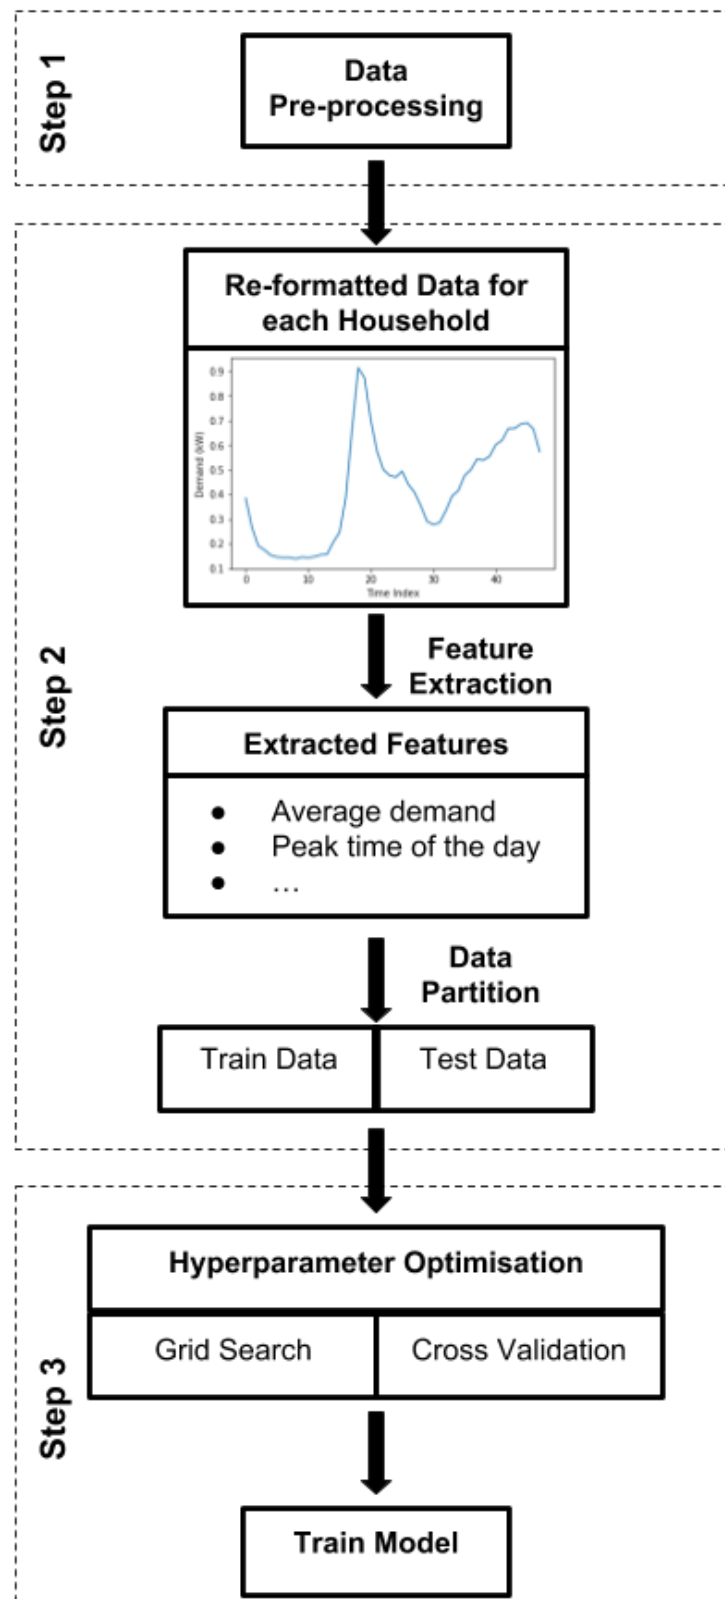 Step 1
Data
Pre-processing
Step 2
Re-formatted Data for
each Household
0.9
0.8
0.7
0.6
0.5
0.4
0.3
0.2
0.1
Demand (kW)
0 10 20 30 40
Time Index
Feature
Extraction
Extracted Features
● Average demand
● Peak time of the day
● ...
Data
Partition
Train Data Test Data
Step 3
Hyperparameter Optimisation
Grid Search Cross Validation
Train Model